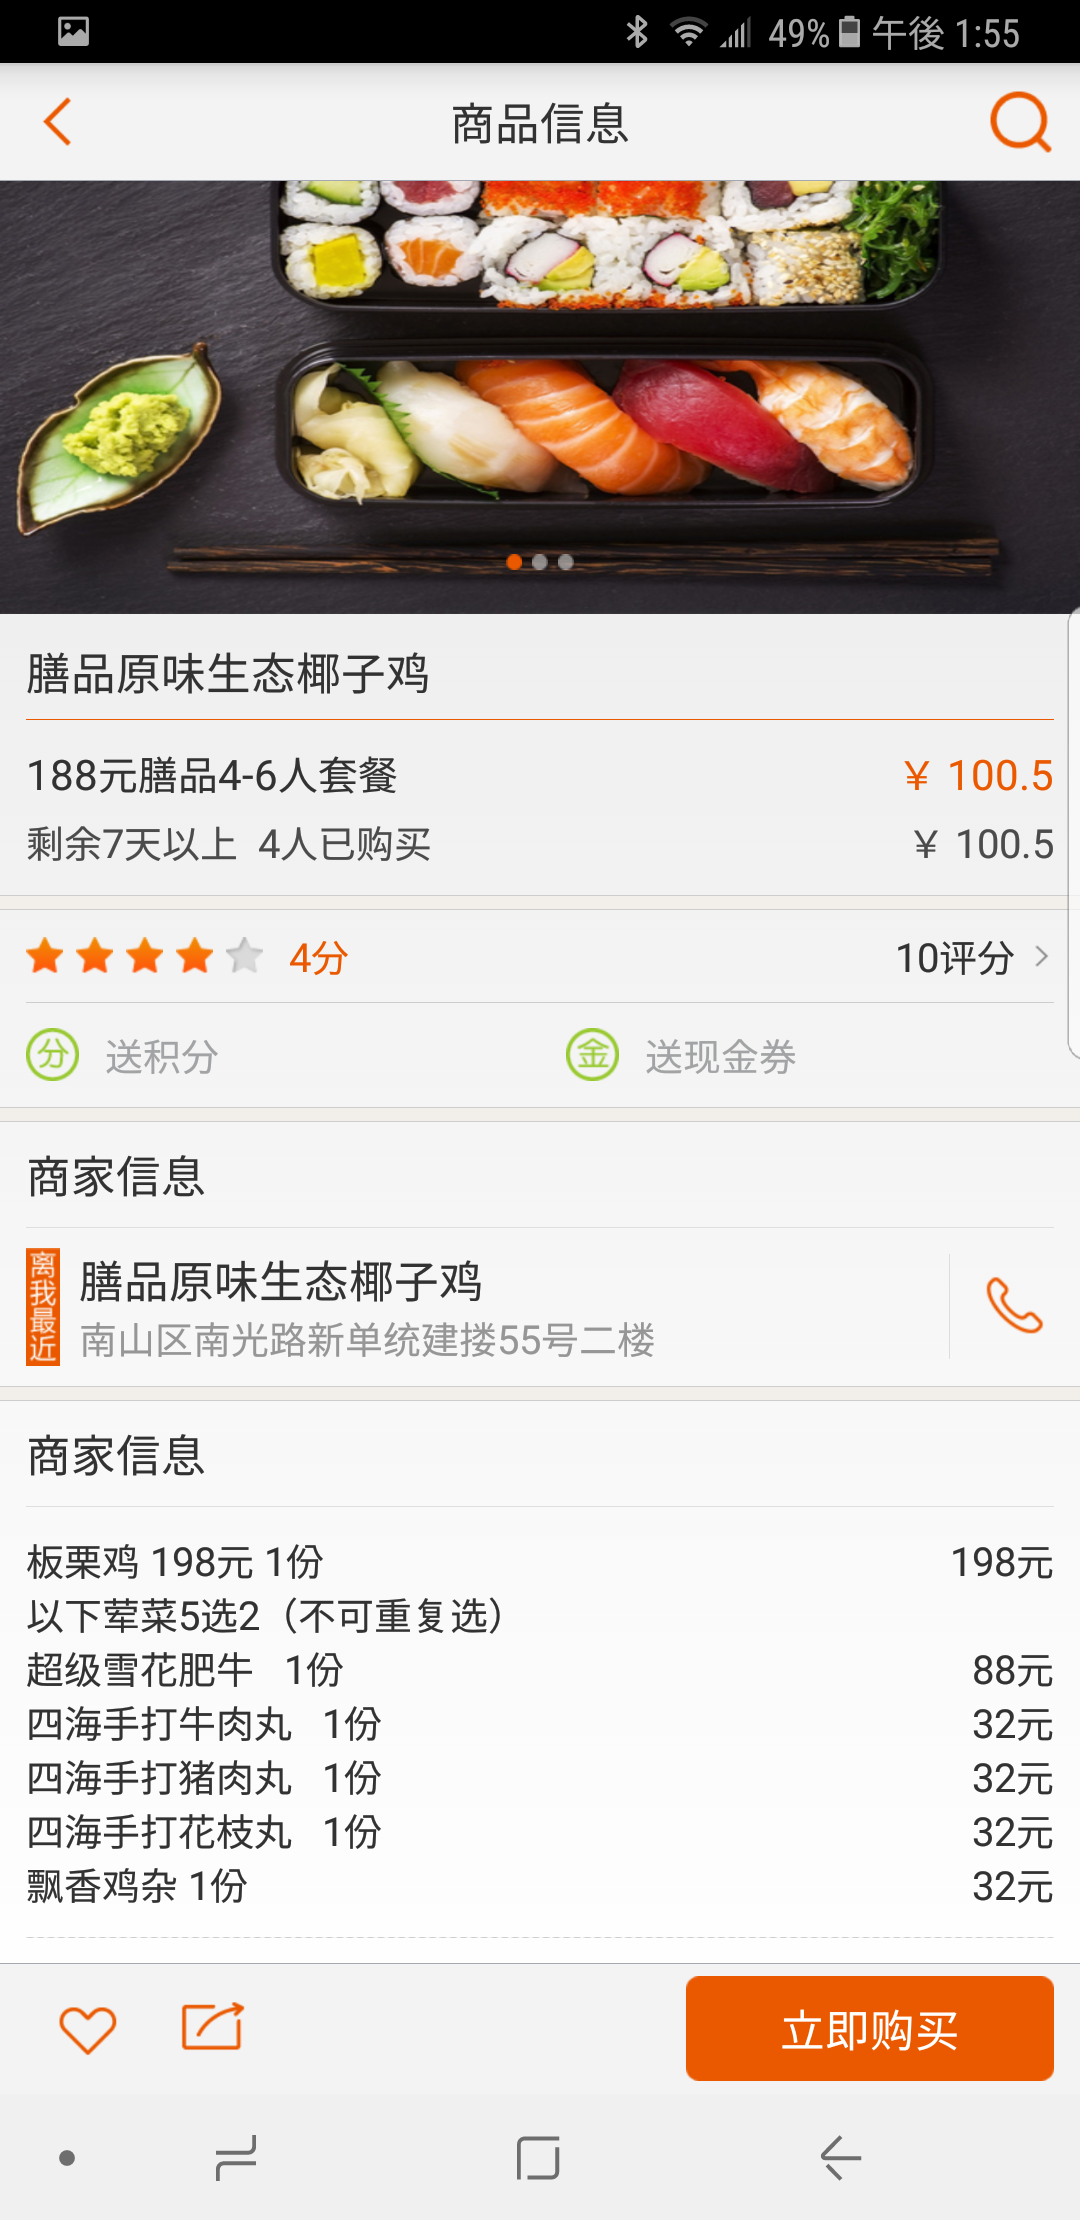 49% 午後 1:55
商品信息
膳品原味生态椰子鸡
188元膳品4-6人套餐 ¥ 100.5
剩余7天以上 4人已购买 ¥ 100.5
4分 10评分
分 送积分 金 送现金券
商家信息
离我最近
膳品原味生态椰子鸡
南山区南光路新单统建搂55号二楼
商家信息
板栗鸡 198元 1份 198元
以下荤菜5选2（不可重复选）
超级雪花肥牛 1份 88元
四海手打牛肉丸 1份 32元
四海手打猪肉丸 1份 32元
四海手打花枝丸 1份 32元
飘香鸡杂 1份 32元
立即购买